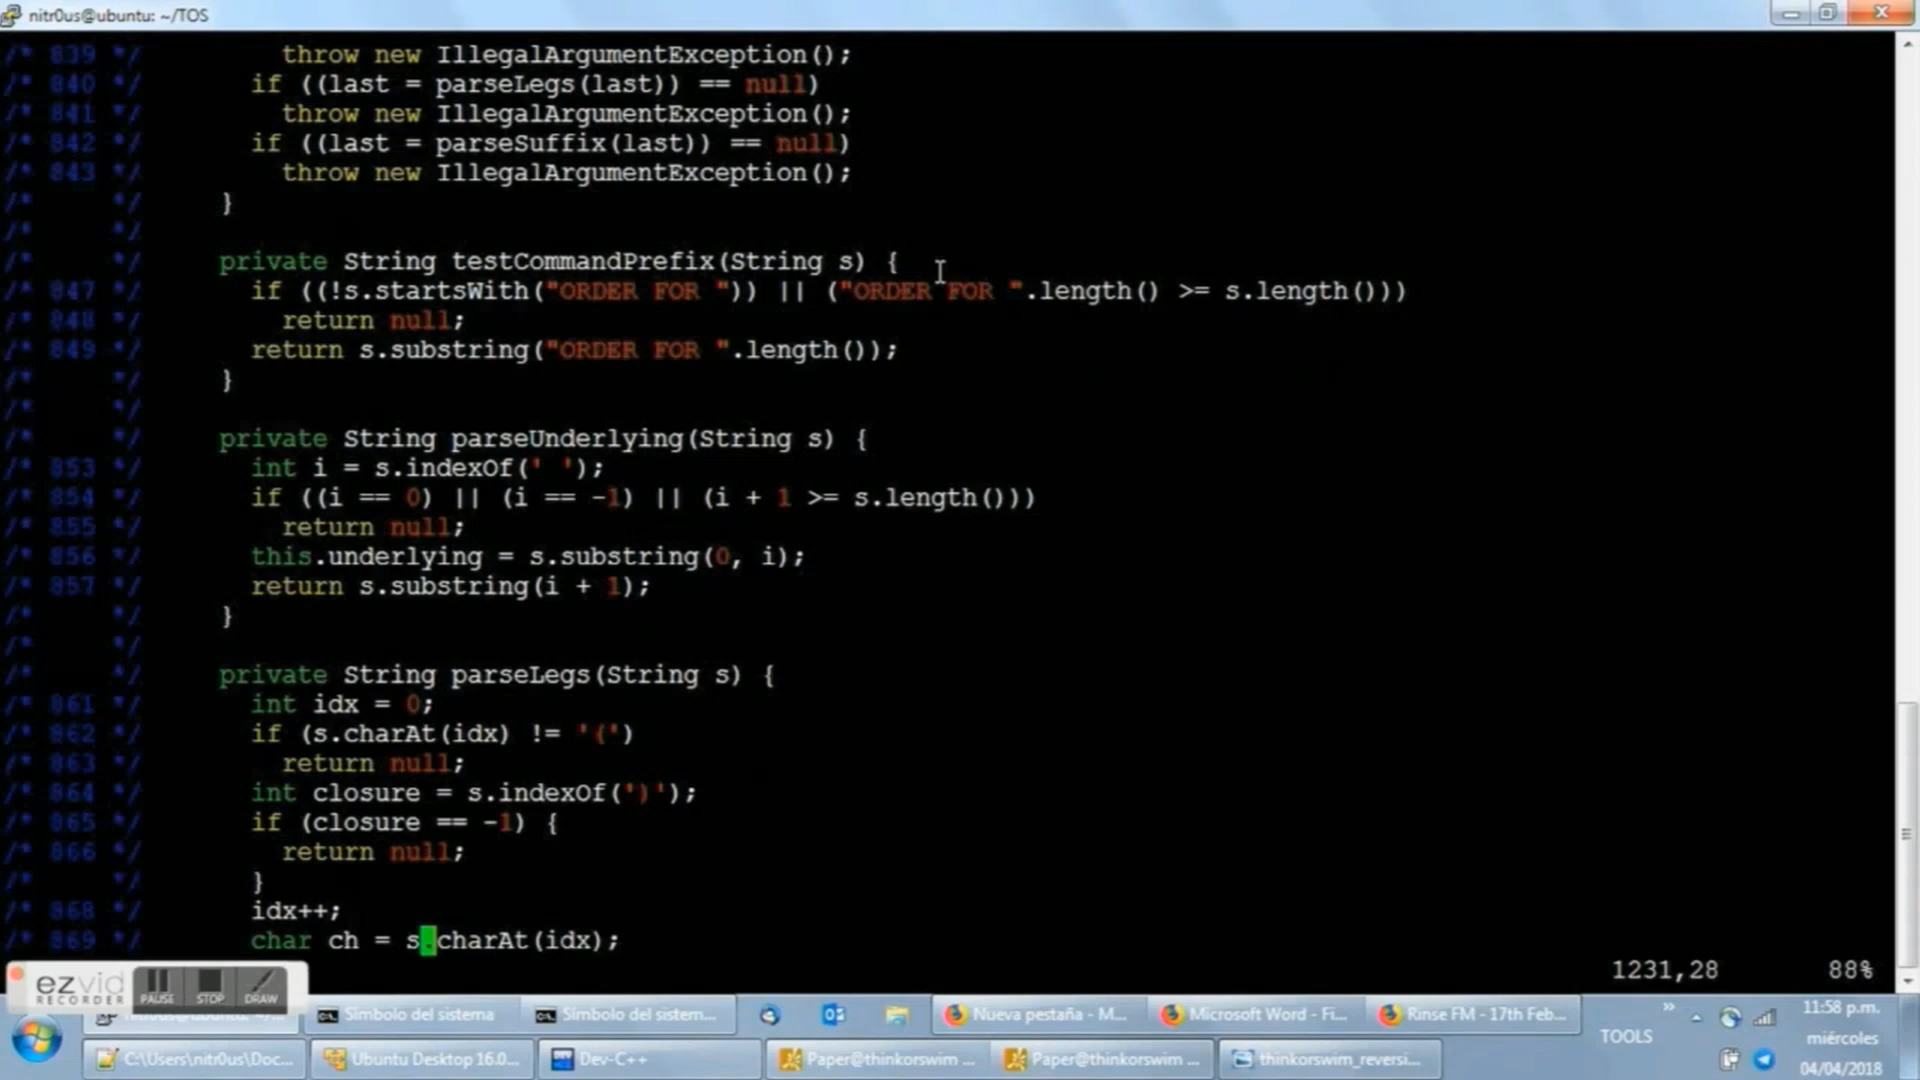 nitr0us@ubuntu: ~/TOS
/* 839 */ throw new IllegalArgumentException();
/* 840 */ if ((last = parseLegs(last)) == null)
/* 841 */ throw new IllegalArgumentException();
/* 842 */ if ((last = parseSuffix(last)) == null)
/* 843 */ throw new IllegalArgumentException();
/* */ }
/* */
/* */ private String testCommandPrefix(String s) {
/* 847 */ if ((!s.startsWith("ORDER FOR ")) || ("ORDER FOR ".length() >= s.length()))
/* 848 */ return null;
/* 849 */ return s.substring("ORDER FOR ".length());
/* */ }
/* */
/* */ private String parseUnderlying(String s) {
/* 853 */ int i = s.indexOf(' ');
/* 854 */ if ((i == 0) || (i == -1) || (i + 1 >= s.length()))
/* 855 */ return null;
/* 856 */ this.underlying = s.substring(0, i);
/* 857 */ return s.substring(i + 1);
/* */ }
/* */
/* */ private String parseLegs(String s) {
/* 861 */ int idx = 0;
/* 862 */ if (s.charAt(idx) != '(')
/* 863 */ return null;
/* 864 */ int closure = s.indexOf(')');
/* 865 */ if (closure == -1) {
/* 866 */ return null;
/* */ }
/* 868 */ idx++;
/* 869 */ char ch = s.charAt(idx);
1231,28 88%
ezvid
RECORDER
PAUSE STOP DRAW
nitr0us@ubuntu: ~/...
Símbolo del sistema
Símbolo del sistem...
Nueva pestaña - M...
Microsoft Word - Fi...
Rinse FM - 17th Feb...
C:\Users\nitr0us\Doc...
Ubuntu Desktop 16.0...
Dev-C++
Paper@thinkorswim ...
Paper@thinkorswim ...
thinkorswim_reversi...
TOOLS
»
11:58 p.m.
miércoles
04/04/2018